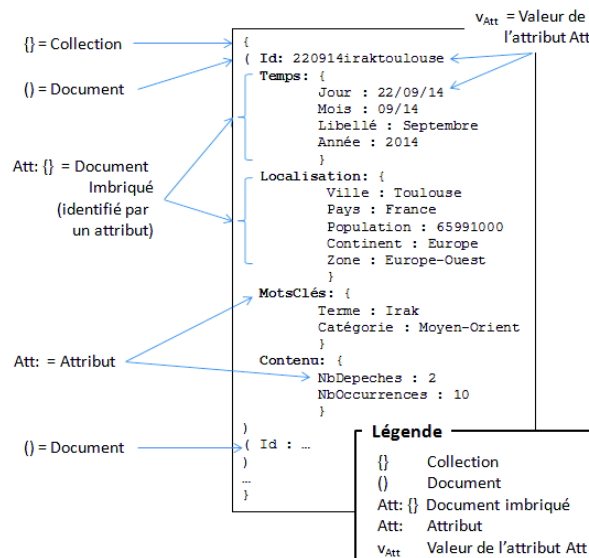 v_Att = Valeur de
l'attribut Att
{} = Collection
() = Document
Att: {} = Document
Imbriqué
(identifié par
un attribut)
Att: = Attribut
() = Document
{
( Id: 220914iraktoulouse
Temps: {
Jour : 22/09/14
Mois : 09/14
Libellé : Septembre
Année : 2014
}
Localisation: {
Ville : Toulouse
Pays : France
Population : 65991000
Continent : Europe
Zone : Europe-Ouest
}
MotsClés: {
Terme : Irak
Catégorie : Moyen-Orient
}
Contenu: {
NbDepeches : 2
NbOccurrences : 10
}
)
( Id : …
)
…
}
Légende
{} Collection
() Document
Att: {} Document imbriqué
Att: Attribut
v_Att Valeur de l'attribut Att